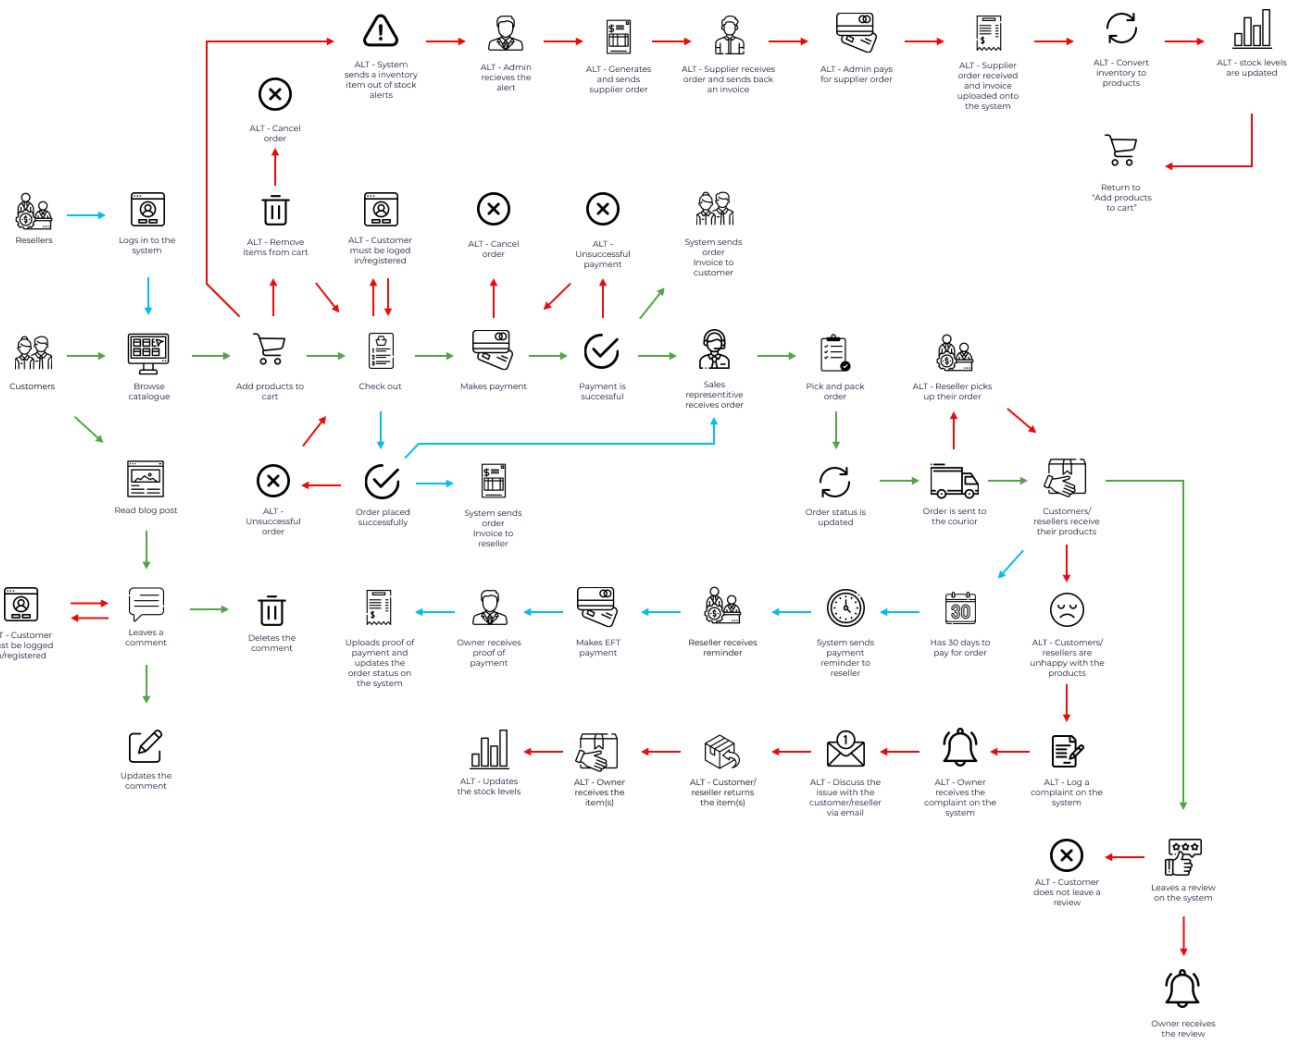 ALT - System
sends a inventory
item out of stock
alerts
ALT - Admin
recieves the
alert
ALT - Generates
and sends
supplier order
ALT - Supplier receives
order and sends back
an invoice
ALT - Admin pays
for supplier order
ALT - Supplier
order received
and invoice
uploaded onto
the system
ALT - Convert
inventory to
products
ALT - stock levels
are updated
ALT - Cancel
order
Return to
"Add products
to cart"
Resellers
Logs in to the
system
ALT - Remove
items from cart
ALT - Customer
must be loged
in/registered
ALT - Cancel
order
ALT -
Unsuccessful
payment
System sends
order
Invoice to
customer
Customers
Browse
catalogue
Add products to
cart
Check out
Makes payment
Payment is
successful
Sales
representitive
receives order
Pick and pack
order
ALT - Reseller picks
up their order
Read blog post
ALT -
Unsuccessful
order
Order placed
successfully
System sends
order
Invoice to
reseller
Order status is
updated
Order is sent to
the courior
Customers/
resellers receive
their products
T - Customer
st be logged
/registered
Leaves a
comment
Deletes the
comment
Uploads proof of
payment and
updates the
order status on
the system
Owner receives
proof of
payment
Makes EFT
payment
Reseller receives
reminder
System sends
payment
reminder to
reseller
30
Has 30 days to
pay for order
ALT - Customers/
resellers are
unhappy with the
products
Updates the
comment
ALT - Updates
the stock levels
ALT - Owner
receives the
item(s)
ALT - Customer/
reseller returns
the item(s)
1
ALT - Discuss the
issue with the
customer/reseller
via email
ALT - Owner
receives the
complaint on the
system
ALT - Log a
complaint on the
system
ALT - Customer
does not leave a
review
Leaves a review
on the system
Owner receives
the review